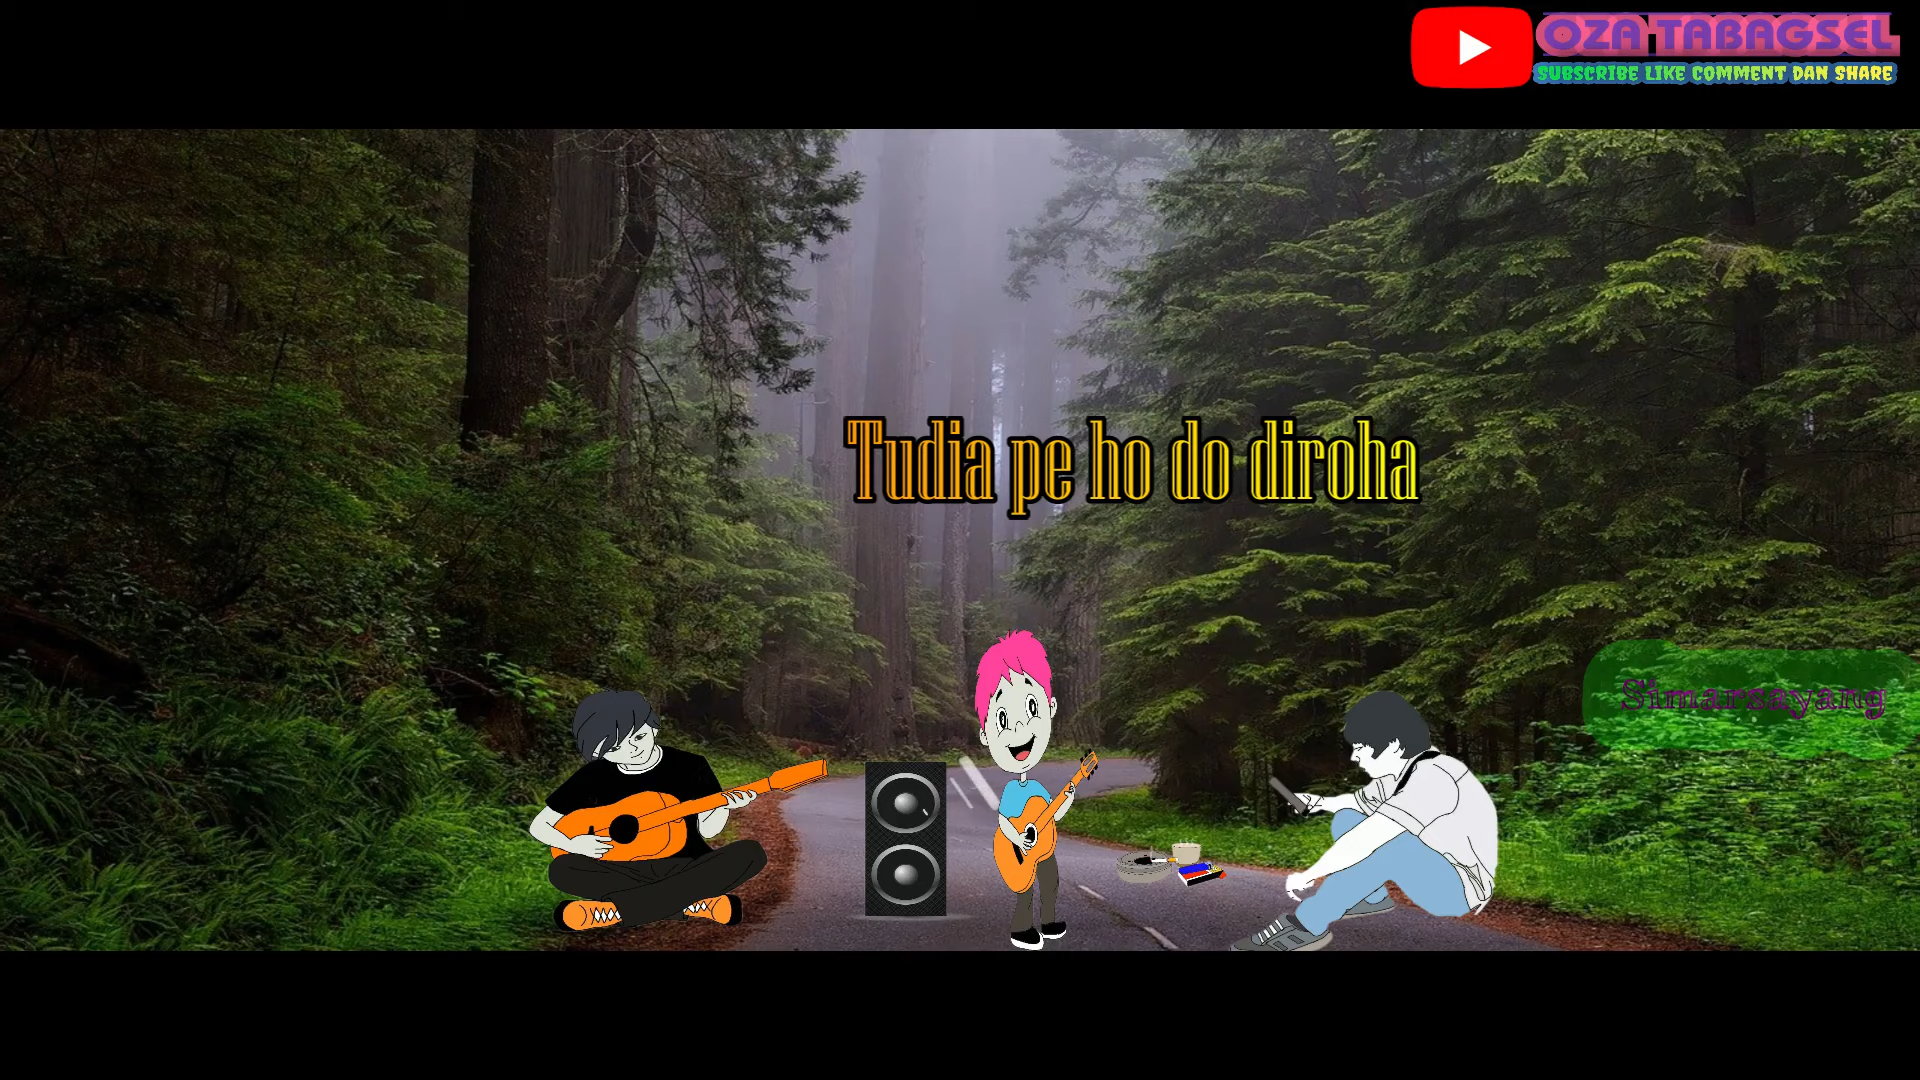 OZA TABAGSEL
SUBSCRIBE LIKE COMMENT DAN SHARE
Tudia pe ho do diroha
Simarsayang